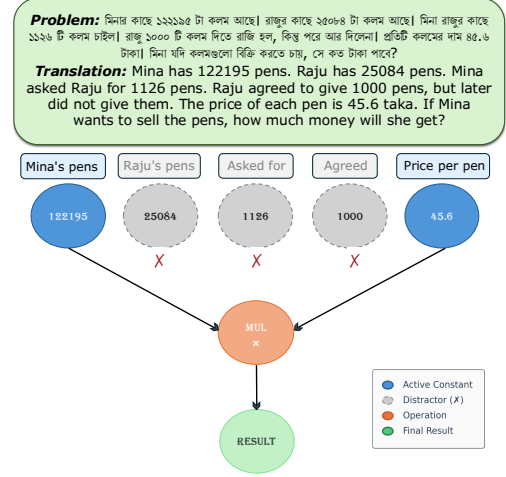 Problem: মিনার কাছে ১২২১৯৫ টা কলম আছে। রাজুর কাছে ২৫০৮৪ টা কলম আছে। মিনা রাজুর কাছে
১১২৬ টি কলম চাইল। রাজু ১০০০ টি কলম দিতে রাজি হল, কিন্তু পরে আর দিলেনা। প্রতিটি কলমের দাম ৪৫.৬
টাকা। মিনা যদি কলমগুলো বিক্রি করতে চায়, সে কত টাকা পাবে?
Translation: Mina has 122195 pens. Raju has 25084 pens. Mina
asked Raju for 1126 pens. Raju agreed to give 1000 pens, but later
did not give them. The price of each pen is 45.6 taka. If Mina
wants to sell the pens, how much money will she get?
Mina's pens Raju's pens Asked for Agreed Price per pen
122195 25084 1126 1000 45.6
✗ ✗ ✗
MUL
×
RESULT
Active Constant
Distractor (✗)
Operation
Final Result